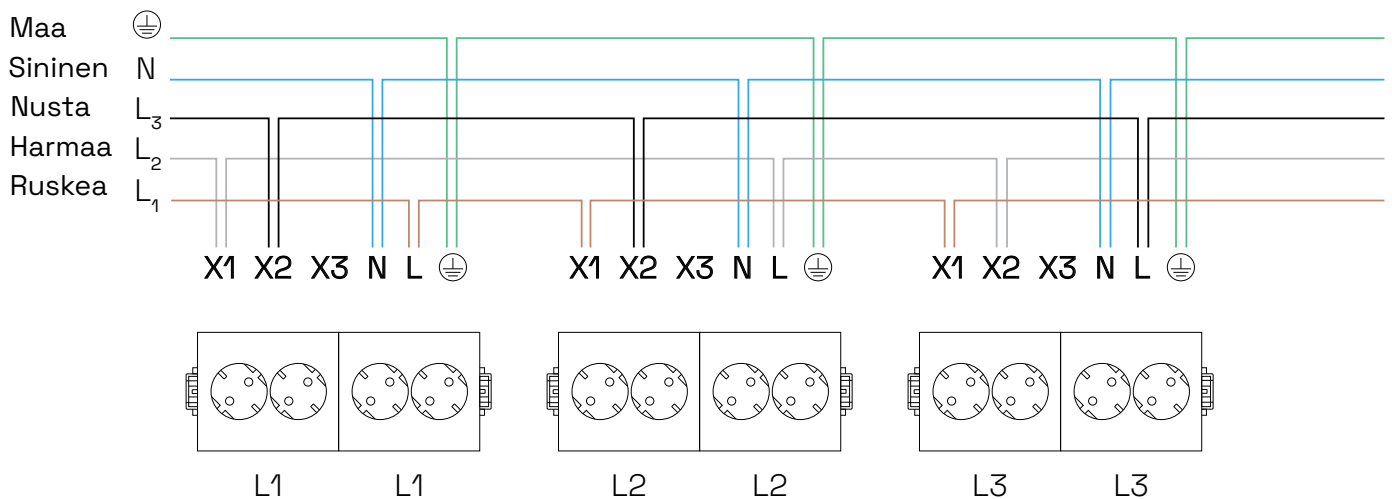 Maa
Sininen N
Nusta L3
Harmaa L2
Ruskea L1
X1 X2 X3 N L X1 X2 X3 N L X1 X2 X3 N L
L1 L1 L2 L2 L3 L3